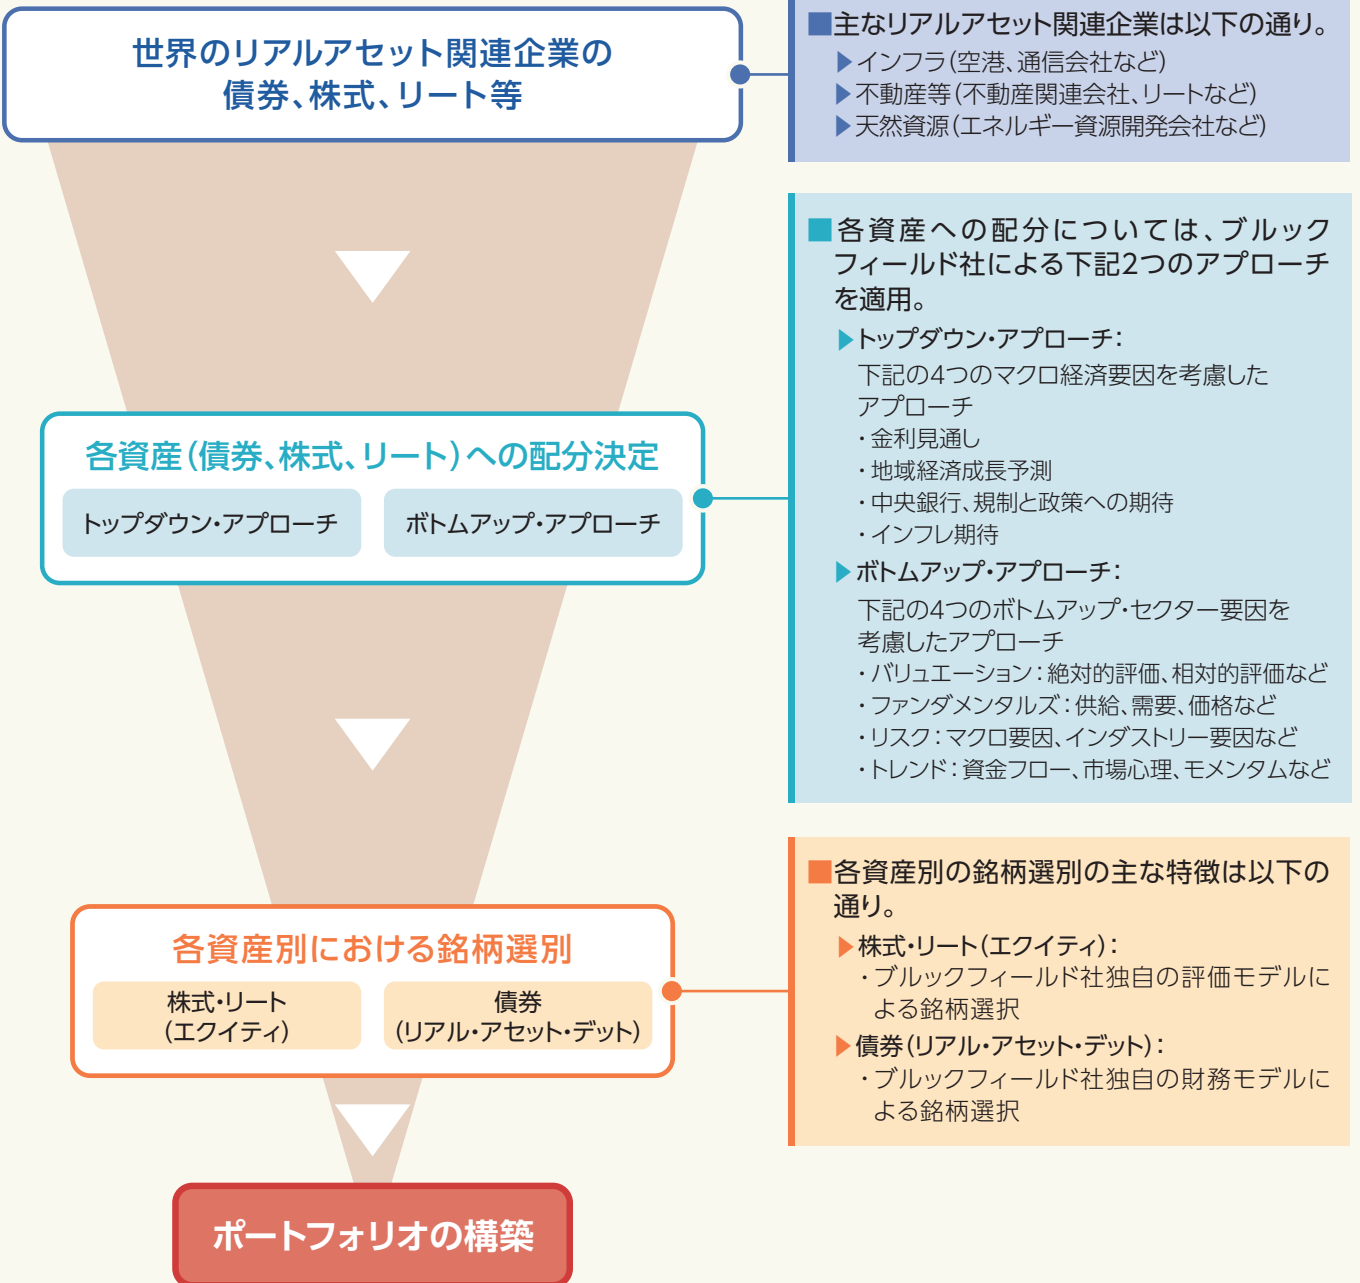 世界のリアルアセット関連企業の
債券、株式、リート等
■主なリアルアセット関連企業は以下の通り。
▶インフラ(空港、通信会社など)
▶不動産等(不動産関連会社、リートなど)
▶天然資源(エネルギー資源開発会社など)
各資産(債券、株式、リート)への配分決定
トップダウン・アプローチ
ボトムアップ・アプローチ
■各資産への配分については、ブルック
フィールド社による下記2つのアプローチ
を適用。
▶トップダウン・アプローチ:
下記の4つのマクロ経済要因を考慮した
アプローチ
・金利見通し
・地域経済成長予測
・中央銀行、規制と政策への期待
・インフレ期待
▶ボトムアップ・アプローチ:
下記の4つのボトムアップ・セクター要因を
考慮したアプローチ
・バリュエーション:絶対的評価、相対的評価など
・ファンダメンタルズ:供給、需要、価格など
・リスク:マクロ要因、インダストリー要因など
・トレンド:資金フロー、市場心理、モメンタムなど
各資産別における銘柄選別
株式・リート
(エクイティ)
債券
(リアル・アセット・デット)
■各資産別の銘柄選別の主な特徴は以下の
通り。
▶株式・リート(エクイティ):
・ブルックフィールド社独自の評価モデルに
よる銘柄選択
▶債券(リアル・アセット・デット):
・ブルックフィールド社独自の財務モデルに
よる銘柄選択
ポートフォリオの構築